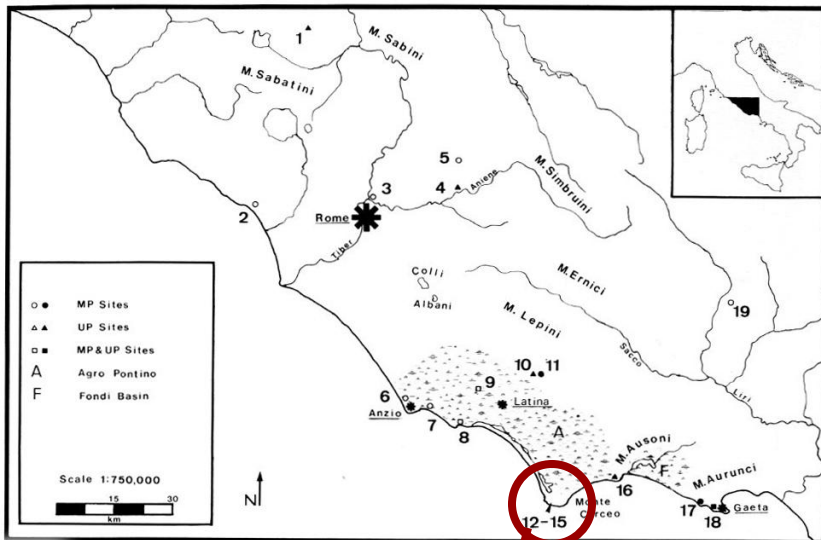 1
M. Sabini
M. Sabatini
5
4
Aniene
M. Simbruini
3
2
Rome
Tiber
Colli
Albani
M. Ernici
M. Lepini
19
Sacco
Liri
MP Sites
UP Sites
MP & UP Sites
A Agro Pontino
F Fondi Basin
10 11
9
6
Latina
Anzio
7
8
A
M. Ausoni
F
M. Aurunci
Scale 1:750,000
15 30
km
N
16
Monte
Circeo
12-15
17
18
Gaeta